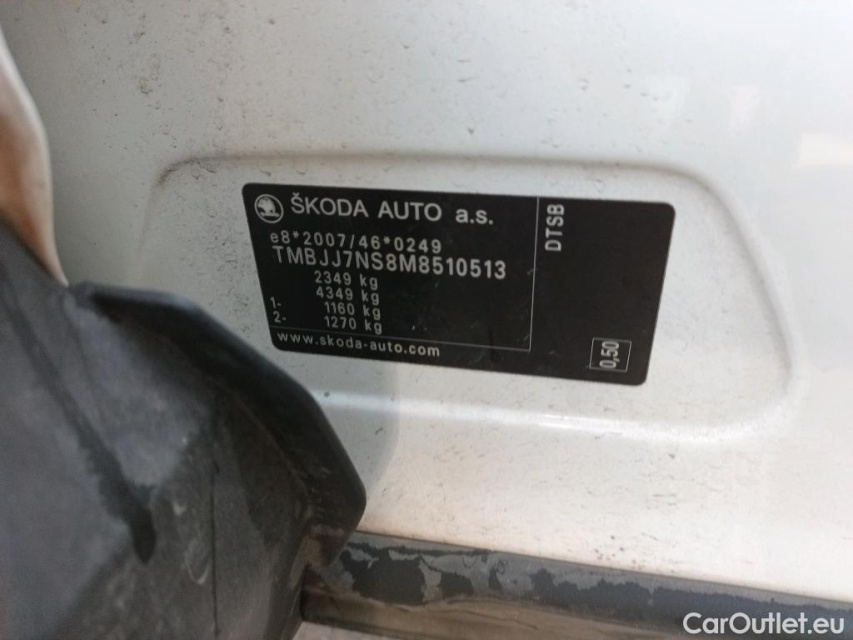 ŠKODA AUTO a.s.
e8*2007/46*0249
TMBJJ7NS8M8510513
2349 kg
4349 kg
1- 1160 kg
2- 1270 kg
www.skoda-auto.com
DTSB
0,50
CarOutlet.eu